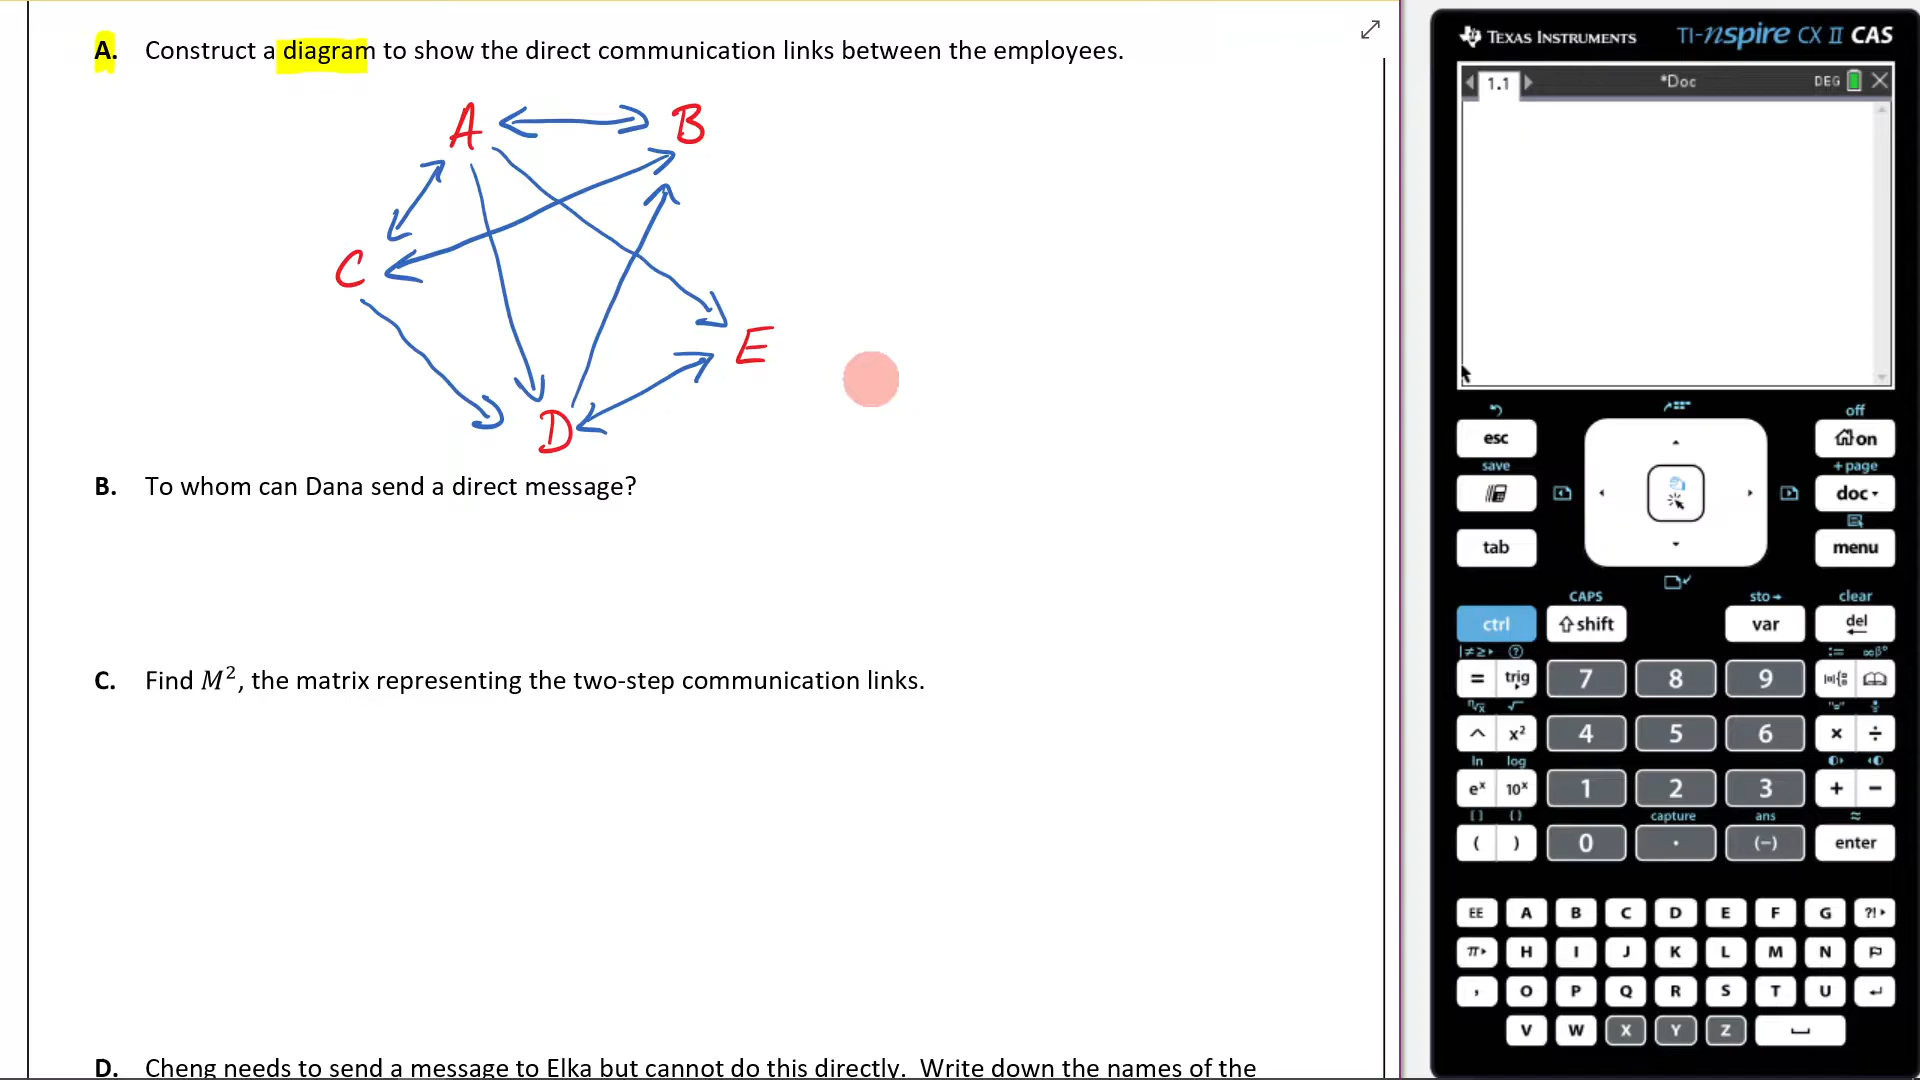 A. Construct a diagram to show the direct communication links between the employees.
A B
C
E
D
B. To whom can Dana send a direct message?
C. Find M², the matrix representing the two-step communication links.
D. Cheng needs to send a message to Elka but cannot do this directly. Write down the names of the
TEXAS INSTRUMENTS TI-nspire CX II CAS
1.1 *Doc DEG
off
esc on
save +page
doc
tab menu
CAPS sto→ clear
ctrl shift var del
|≠≥▸ ? := ∞β°
= trig 7 8 9
ⁿ√x √
^ x² 4 5 6 × ÷
ln log
eˣ 10ˣ 1 2 3 + −
[ ] { } capture ans ≈
( ) 0 . (−) enter
EE A B C D E F G ?!▸
π▸ H I J K L M N
, O P Q R S T U
V W X Y Z